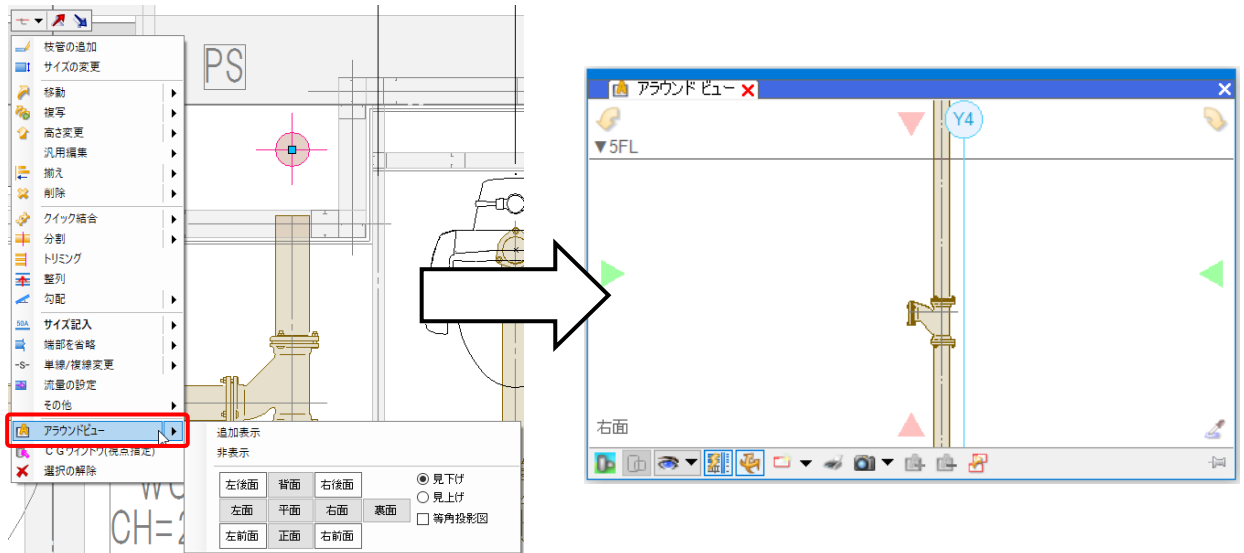 枝管の追加
サイズの変更
移動
複写
高さ変更
汎用編集
揃え
削除
クイック結合
分割
トリミング
整列
勾配
50A サイズ記入
端部を省略
-S- 単線/複線変更
流量の設定
その他
アラウンドビュー
CGウィンドウ(視点指定)
選択の解除
追加表示
非表示
左後面 背面 右後面
左面 平面 右面 裏面
左前面 正面 右前面
見下げ
見上げ
等角投影図
PS
CH=2
アラウンド ビュー
Y4
▼5FL
右面